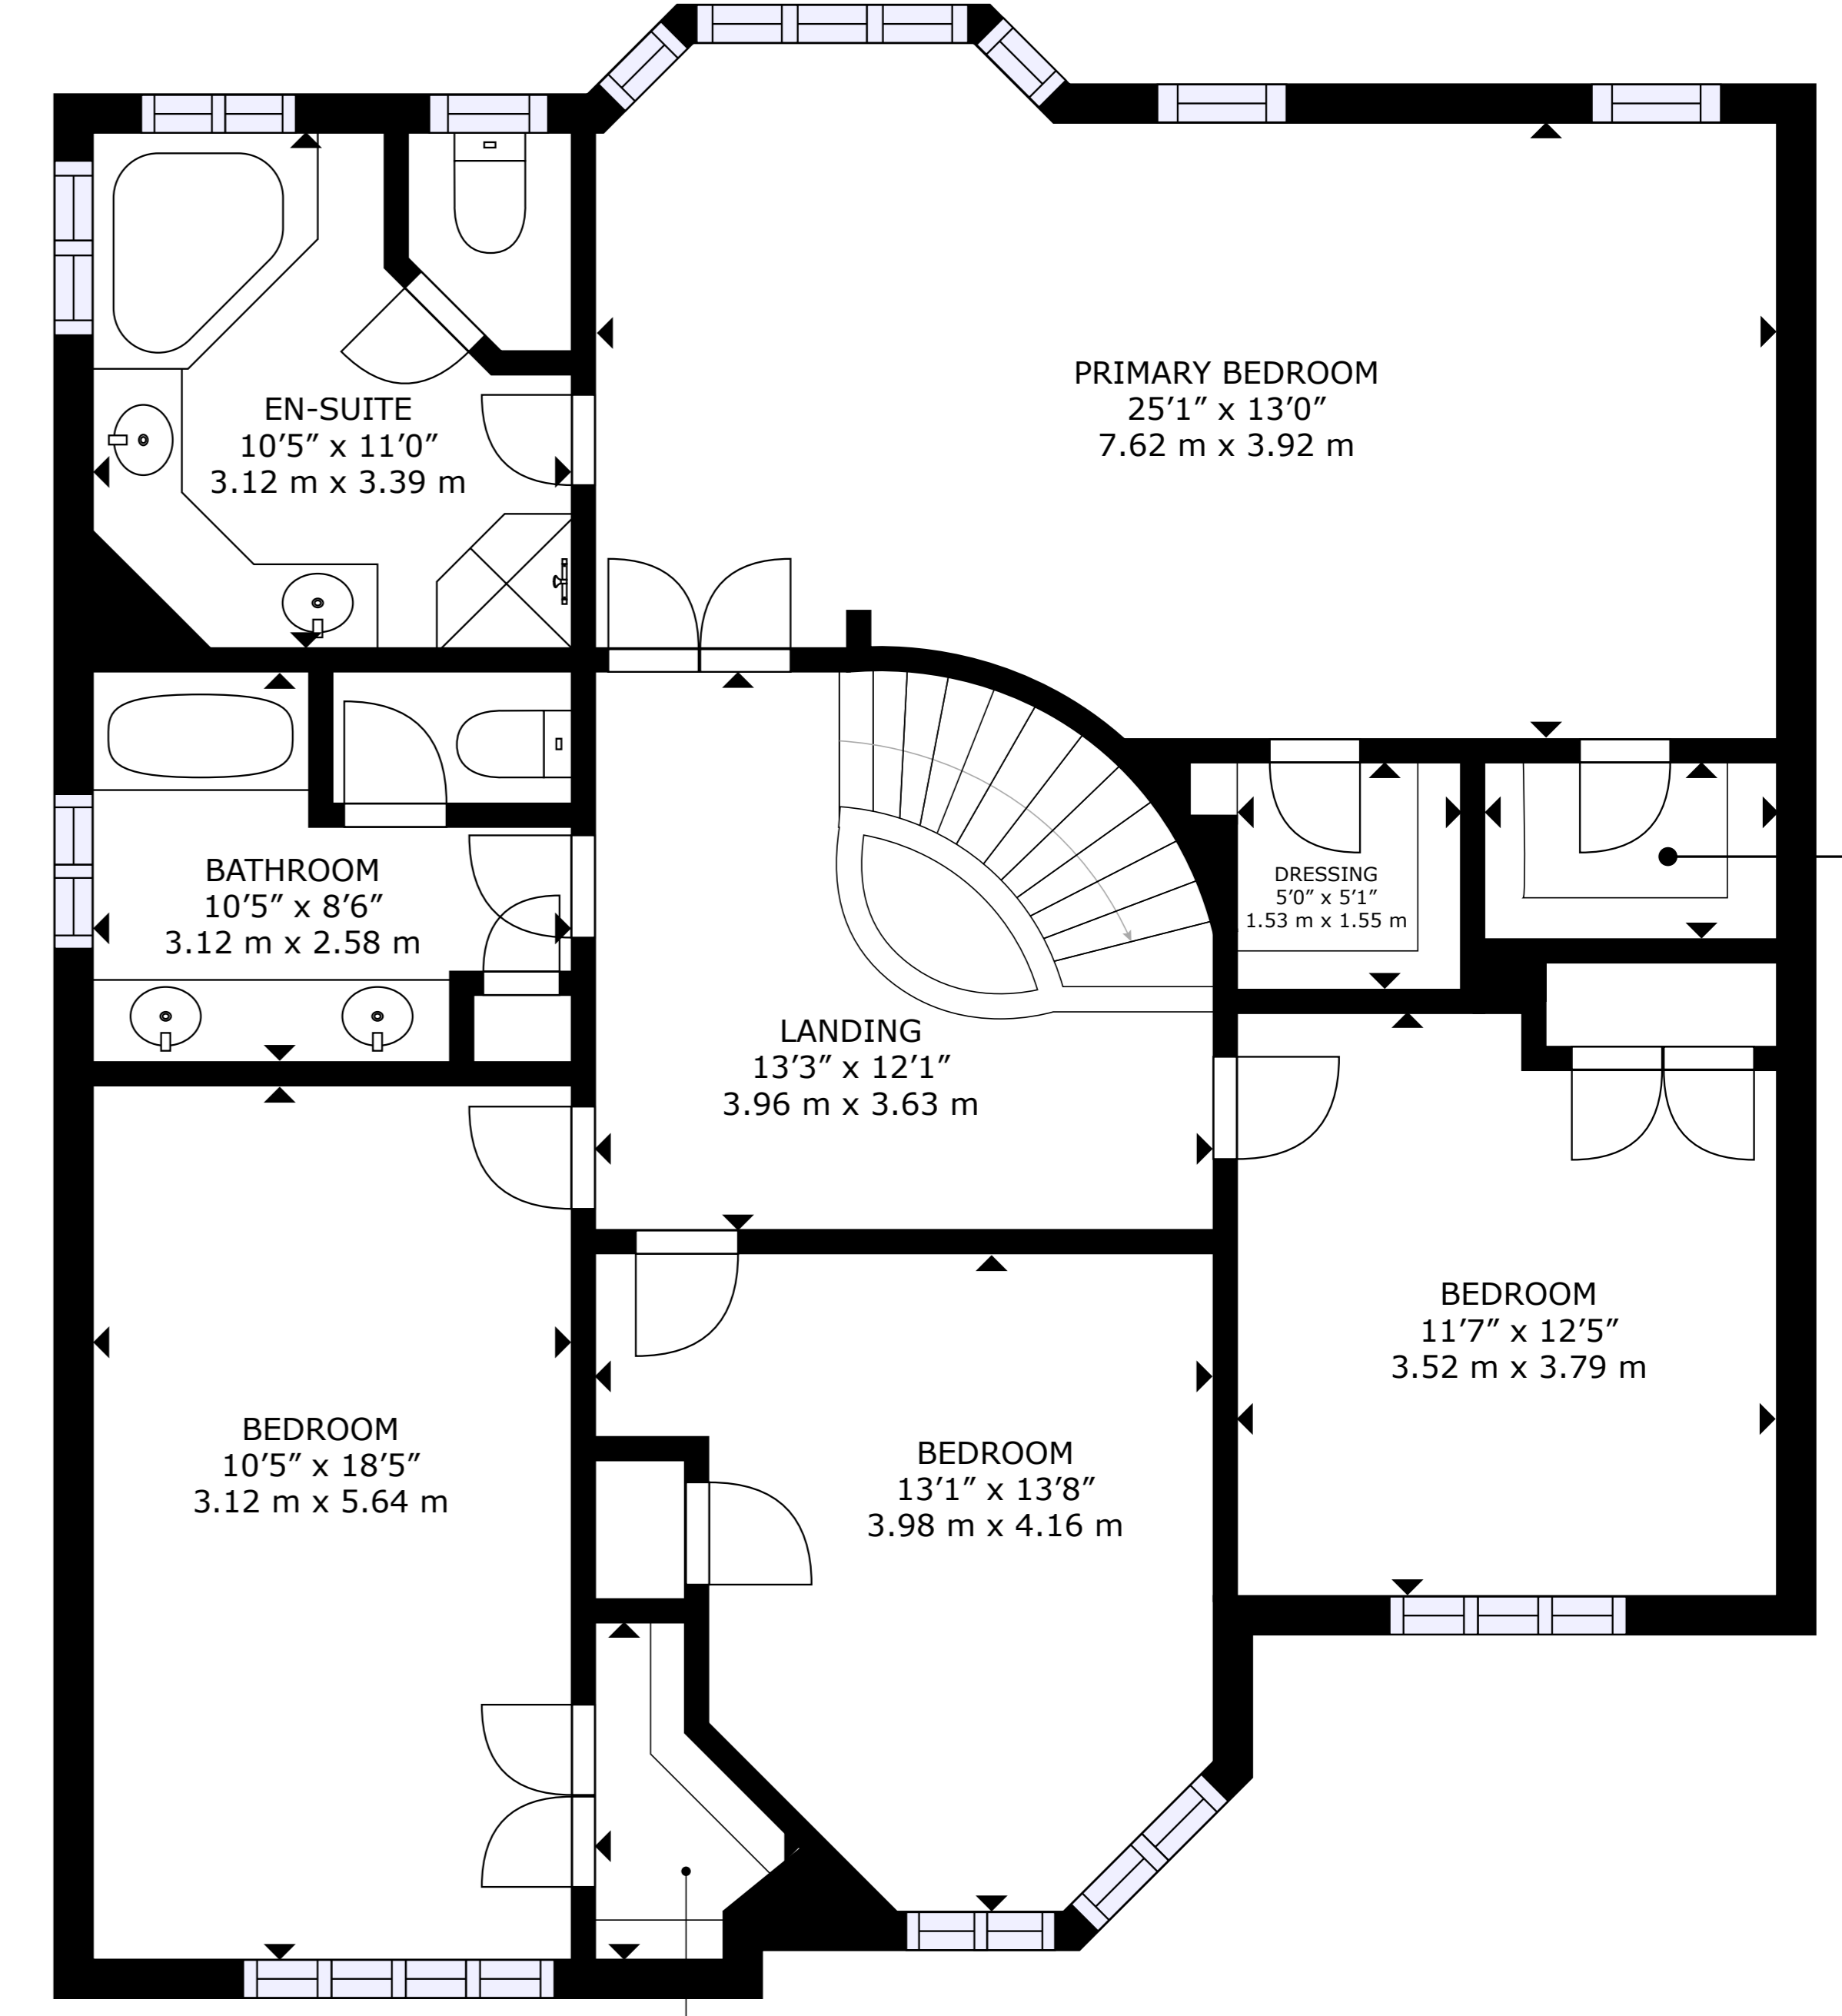 PRIMARY BEDROOM
25′1″ x 13′0″
7.62 m x 3.92 m
EN-SUITE
10′5″ x 11′0″
3.12 m x 3.39 m
BATHROOM
10′5″ x 8′6″
3.12 m x 2.58 m
DRESSING
5′0″ x 5′1″
1.53 m x 1.55 m
LANDING
13′3″ x 12′1″
3.96 m x 3.63 m
BEDROOM
11′7″ x 12′5″
3.52 m x 3.79 m
BEDROOM
10′5″ x 18′5″
3.12 m x 5.64 m
BEDROOM
13′1″ x 13′8″
3.98 m x 4.16 m